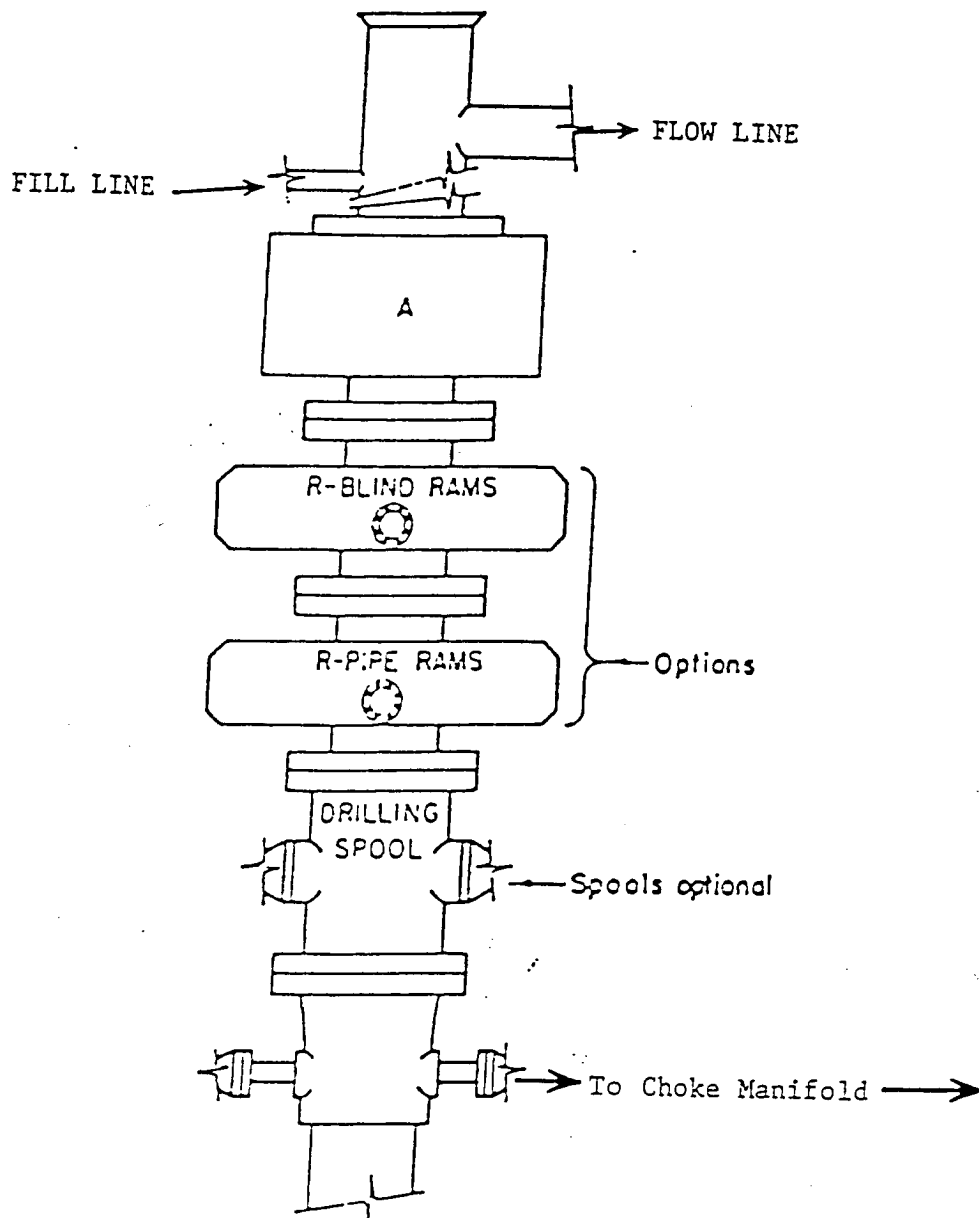 FLOW LINE
FILL LINE
A
R-BLIND RAMS
R-PIPE RAMS
Options
DRILLING
SPOOL
Spools optional
To Choke Manifold